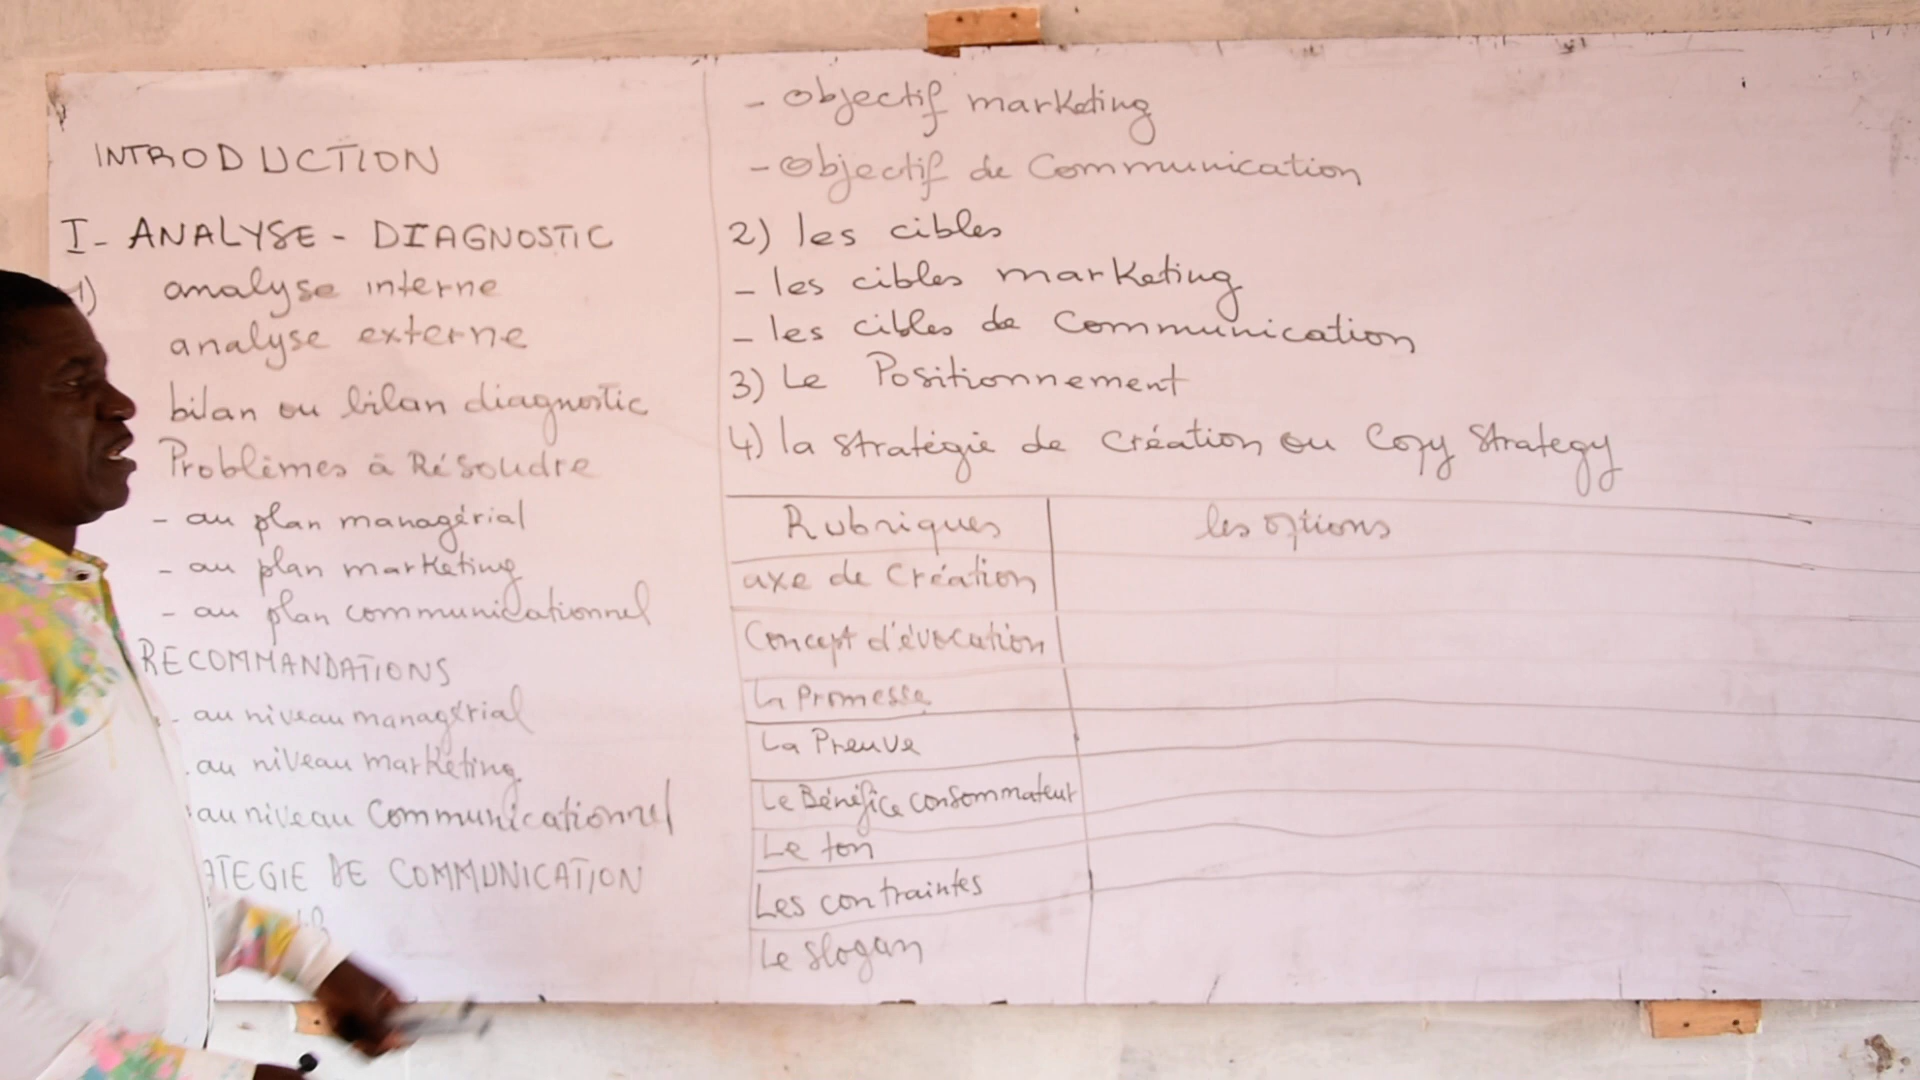 INTRODUCTION
I- ANALYSE - DIAGNOSTIC
1) analyse interne
analyse externe
bilan ou bilan diagnostic
Problèmes à Résoudre
- au plan managérial
- au plan marketing
- au plan communicationnel
RECOMMANDATIONS
- au niveau managérial
. au niveau marketing
au niveau Communicationnel
ATEGIE DE COMMUNICATION
- Objectif marketing
- Objectif de Communication
2) les cibles
- les cibles marketing
- les cibles de Communication
3) Le Positionnement
4) la stratégie de Création ou Copy Strategy
Rubriques les options
axe de Création
Concept d'évocation
La Promesse
La Preuve
Le Bénéfice consommateur
Le ton
Les contraintes
Le slogan